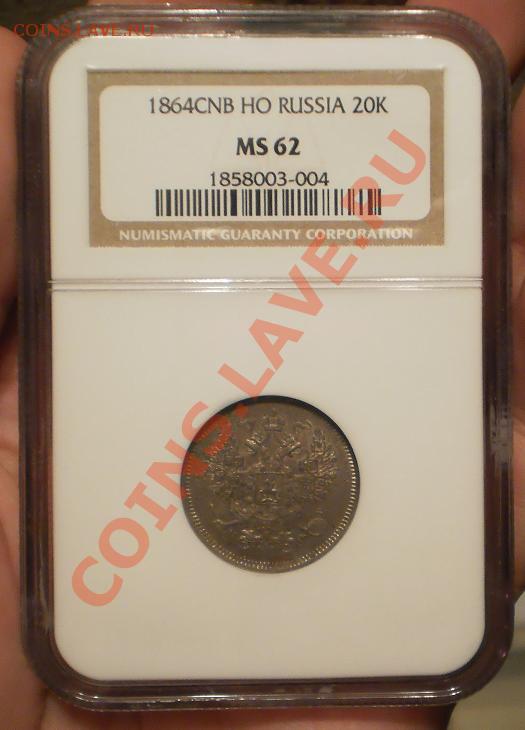 COINS.LAVE.RU
1864CNB HO RUSSIA 20K
MS 62
1858003-004
NUMISMATIC GUARANTY CORPORATION
COINS.LAVE.RU